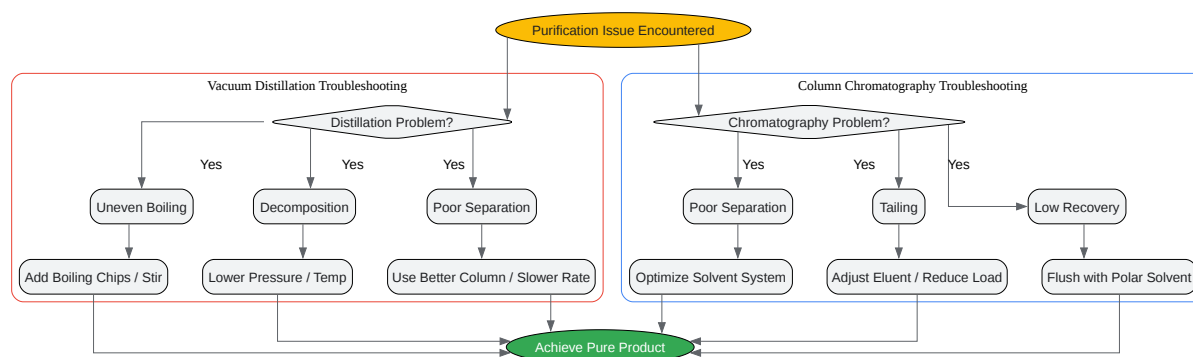 Purification Issue Encountered
Vacuum Distillation Troubleshooting
Column Chromatography Troubleshooting
Distillation Problem?
Chromatography Problem?
Yes
Yes
Yes
Yes
Yes
Yes
Uneven Boiling
Decomposition
Poor Separation
Poor Separation
Tailing
Low Recovery
Add Boiling Chips / Stir
Lower Pressure / Temp
Use Better Column / Slower Rate
Optimize Solvent System
Adjust Eluent / Reduce Load
Flush with Polar Solvent
Achieve Pure Product